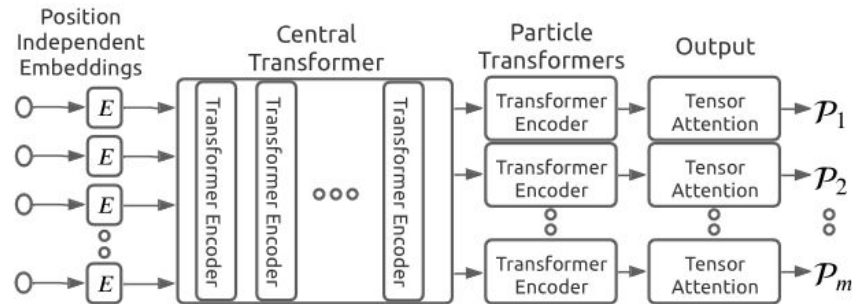 Position
Independent
Embeddings
Central
Transformer
Particle
Transformers
Output
E
E
E
E
Transformer Encoder
Transformer Encoder
Transformer Encoder
Transformer
Encoder
Tensor
Attention
𝒫₁
Transformer
Encoder
Tensor
Attention
𝒫₂
Transformer
Encoder
Tensor
Attention
𝒫ₘ